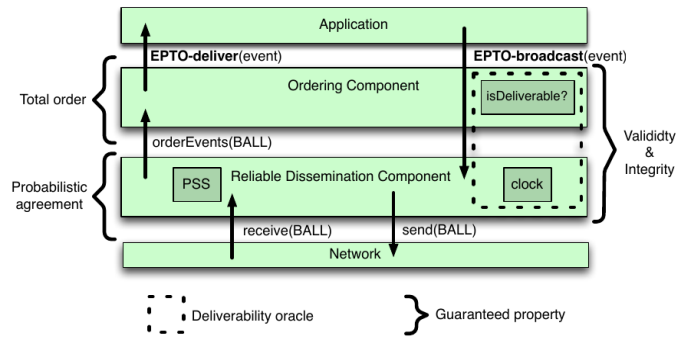 Application
EPTO-deliver(event)
EPTO-broadcast(event)
Ordering Component
isDeliverable?
Total order
orderEvents(BALL)
Validity
&
Integrity
Probabilistic
agreement
PSS
Reliable Dissemination Component
clock
receive(BALL)
send(BALL)
Network
Deliverability oracle
Guaranteed property